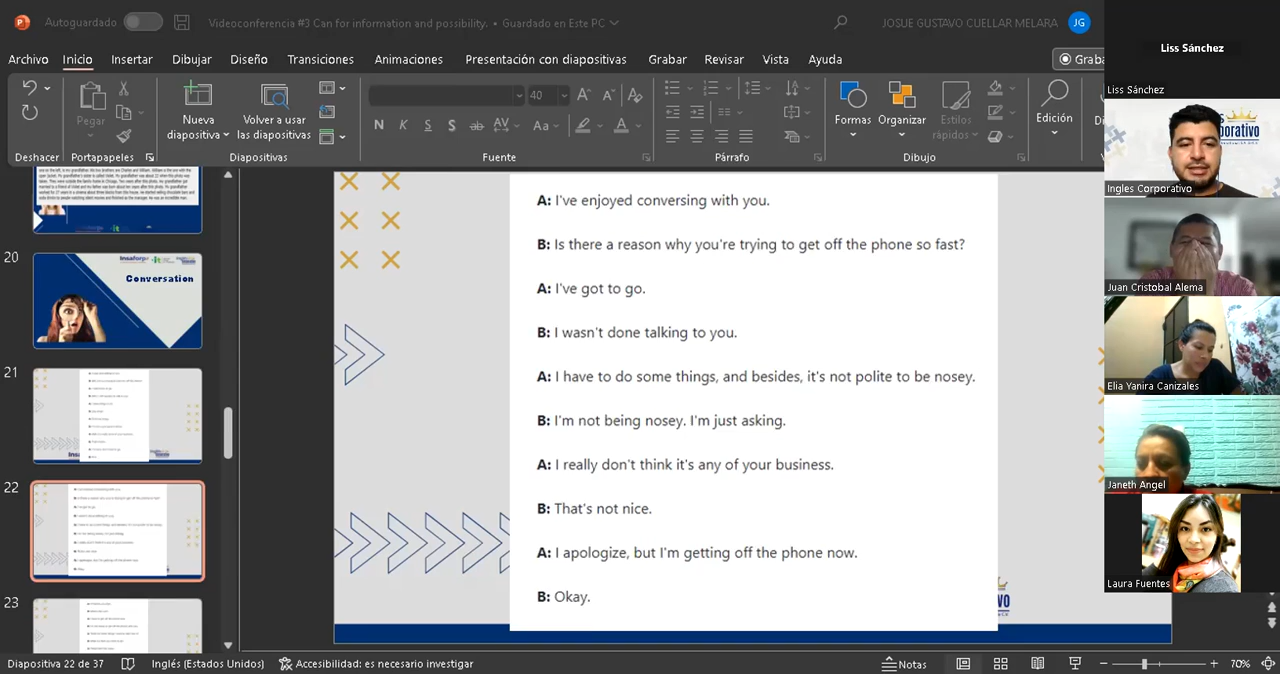 Autoguardado
Videoconferencia #3 Can for information and possibility. • Guardado en Este PC
JOSUE GUSTAVO CUELLAR MELARA
JG
Archivo Inicio Insertar Dibujar Diseño Transiciones Animaciones Presentación con diapositivas Grabar Revisar Vista Ayuda
Pegar
Nueva diapositiva
Volver a usar las diapositivas
40
N K S S ab AV Aa A
Formas
Organizar
Estilos rápidos
Edición
Deshacer Portapapeles Diapositivas Fuente Párrafo Dibujo
Liss Sánchez
Liss Sánchez
Ingles Corporativo
Juan Cristobal Alema
Elia Yanira Canizales
Janeth Angel
Laura Fuentes
20
Insaforp
Conversation
21
22
23
A: I've enjoyed conversing with you.
B: Is there a reason why you're trying to get off the phone so fast?
A: I've got to go.
B: I wasn't done talking to you.
A: I have to do some things, and besides, it's not polite to be nosey.
B: I'm not being nosey. I'm just asking.
A: I really don't think it's any of your business.
B: That's not nice.
A: I apologize, but I'm getting off the phone now.
B: Okay.
Diapositiva 22 de 37
Inglés (Estados Unidos)
Accesibilidad: es necesario investigar
Notas
70%